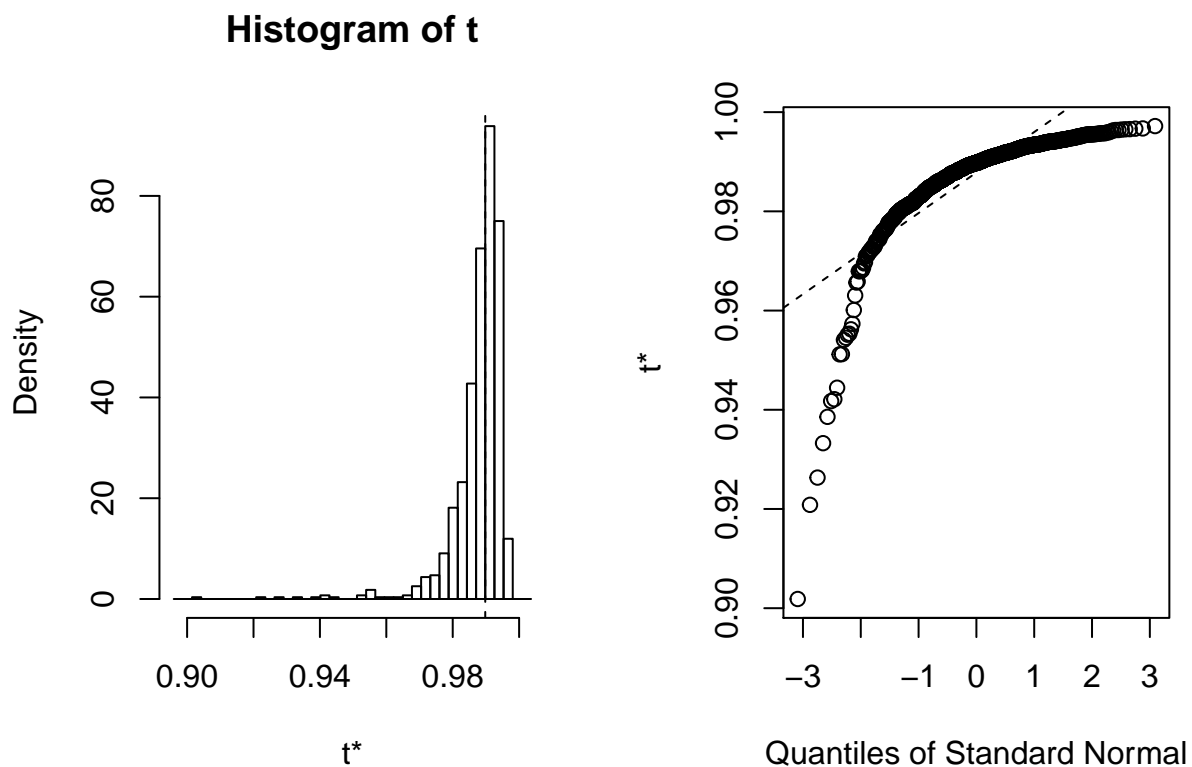 Histogram of t
Density
0 20 40 60 80
0.90 0.94 0.98
t*
t*
0.90 0.92 0.94 0.96 0.98 1.00
−3 −1 0 1 2 3
Quantiles of Standard Normal